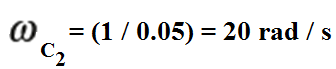 ω C₂ = (1 / 0.05) = 20 rad / s